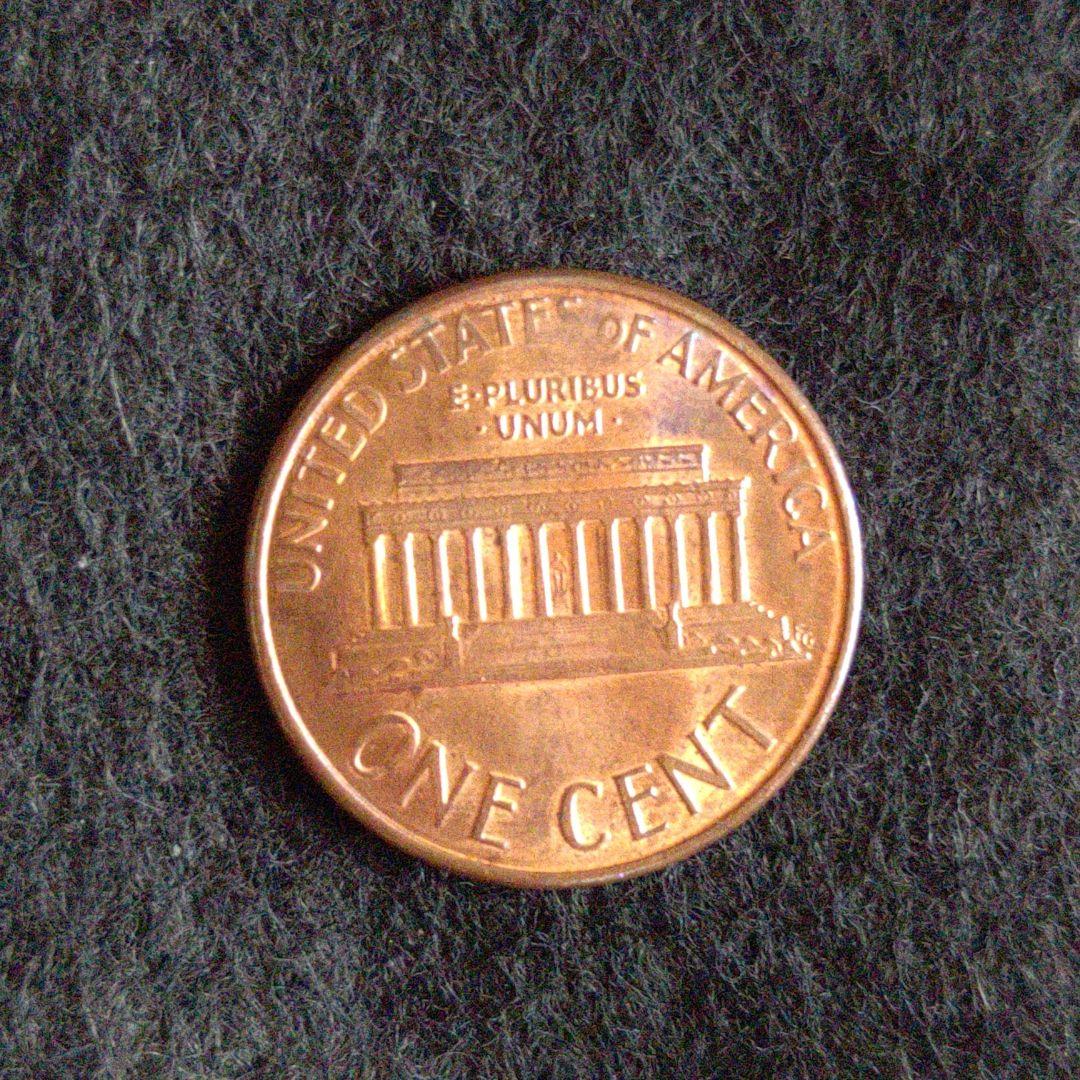 UNITED STATES OF AMERICA
E·PLURIBUS
·UNUM·
ONE CENT